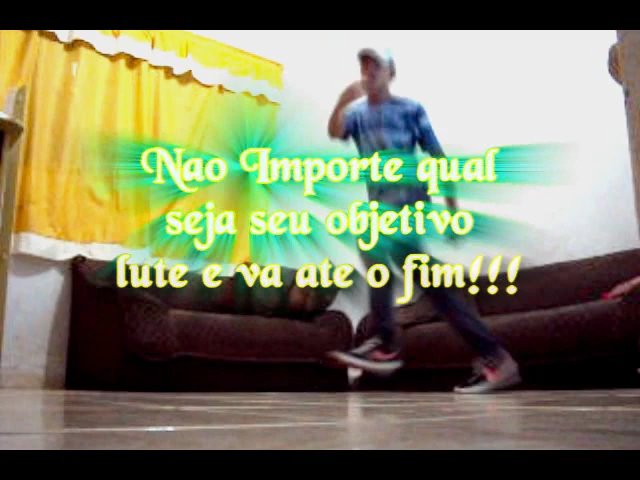 Nao Importe qual
seja seu objetivo
lute e va ate o fim!!!